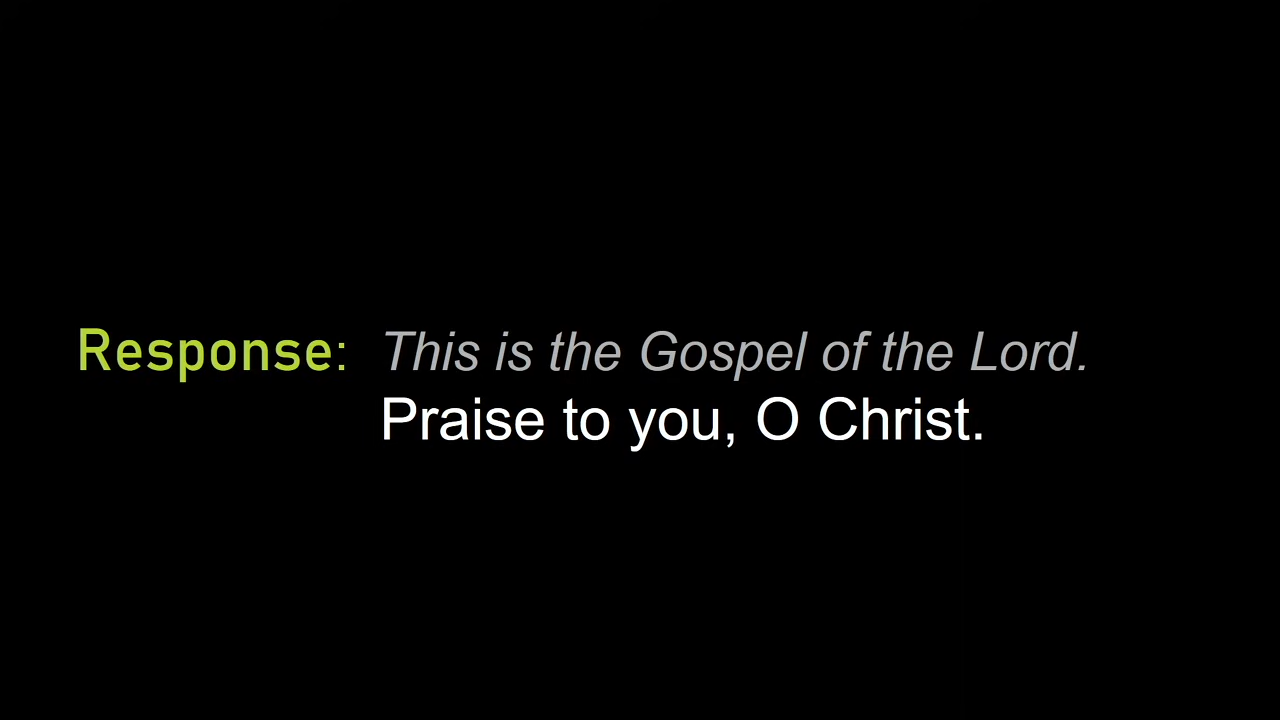 Response: This is the Gospel of the Lord.
Praise to you, O Christ.